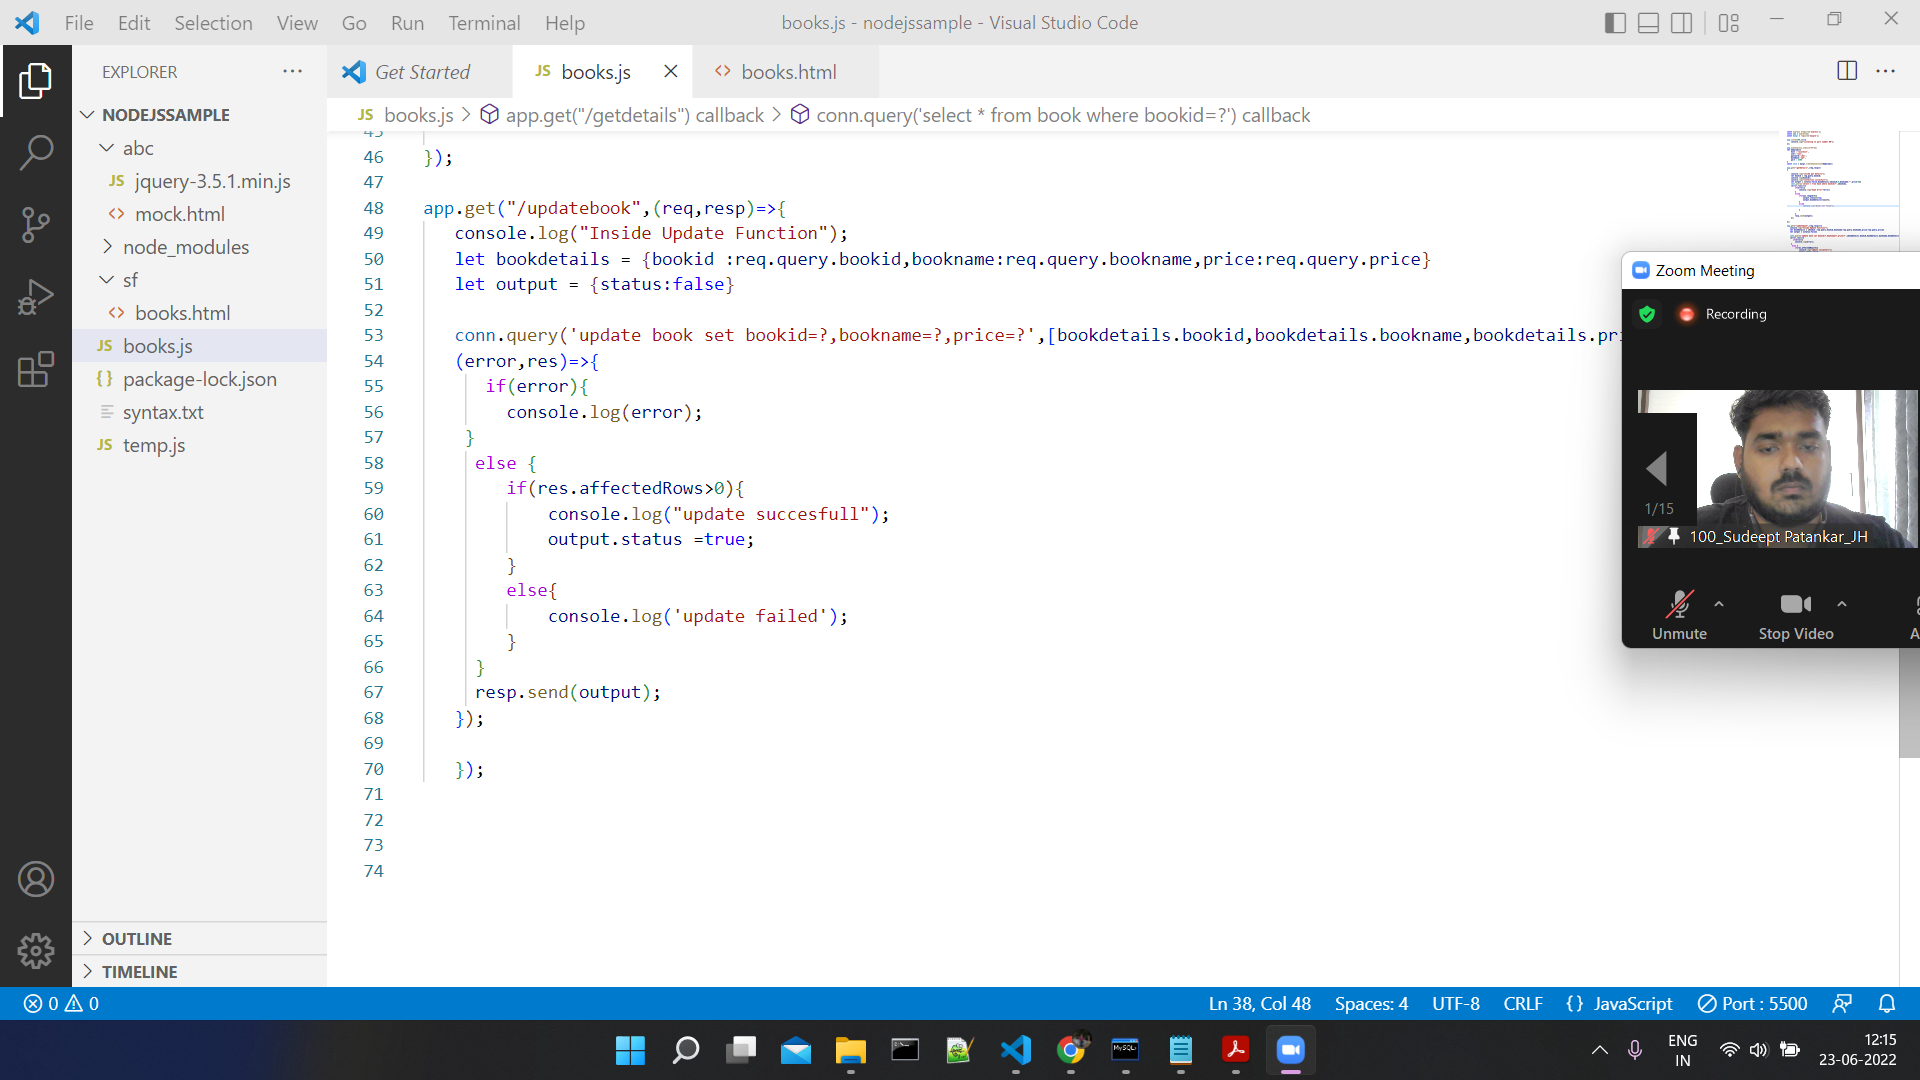 File Edit Selection View Go Run Terminal Help
books.js - nodejssample - Visual Studio Code
EXPLORER
Get Started
JS books.js
<> books.html
JS books.js > app.get("/getdetails") callback > conn.query('select * from book where bookid=?') callback
NODEJSSAMPLE
abc
JS jquery-3.5.1.min.js
<> mock.html
node_modules
sf
<> books.html
JS books.js
{} package-lock.json
syntax.txt
JS temp.js
OUTLINE
TIMELINE
45
46 });
47
48 app.get("/updatebook",(req,resp)=>{
49 console.log("Inside Update Function");
50 let bookdetails = {bookid :req.query.bookid,bookname:req.query.bookname,price:req.query.price}
51 let output = {status:false}
52
53 conn.query('update book set bookid=?,bookname=?,price=?',[bookdetails.bookid,bookdetails.bookname,bookdetails.pri
54 (error,res)=>{
55 if(error){
56 console.log(error);
57 }
58 else {
59 if(res.affectedRows>0){
60 console.log("update succesfull");
61 output.status =true;
62 }
63 else{
64 console.log('update failed');
65 }
66 }
67 resp.send(output);
68 });
69
70 });
71
72
73
74
Zoom Meeting
Recording
1/15
100_Sudeept Patankar_JH
Unmute
Stop Video
0 0
Ln 38, Col 48 Spaces: 4 UTF-8 CRLF {} JavaScript Port : 5500
MySQL
ENG
IN
12:15
23-06-2022